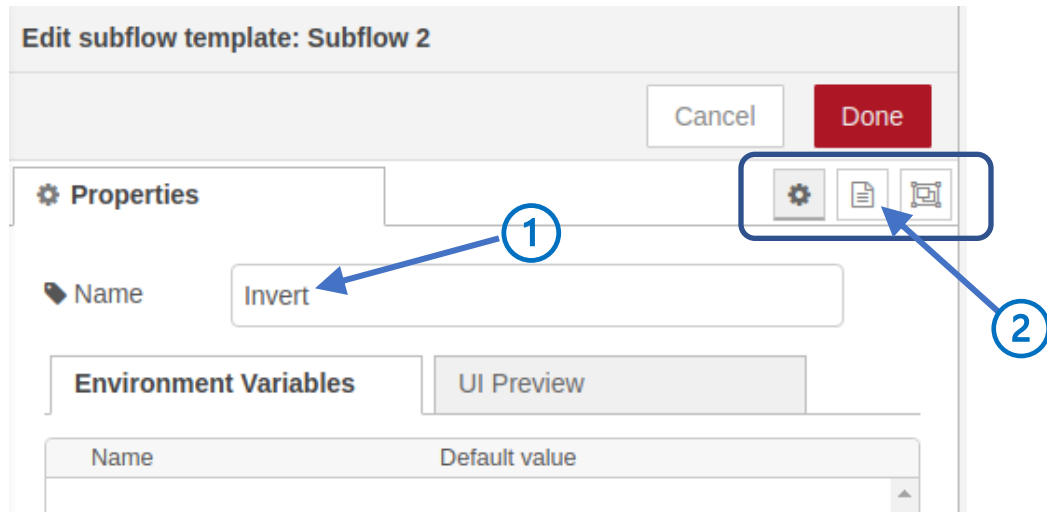 Edit subflow template: Subflow 2
Cancel Done
Properties
1
Name Invert
2
Environment Variables UI Preview
Name Default value